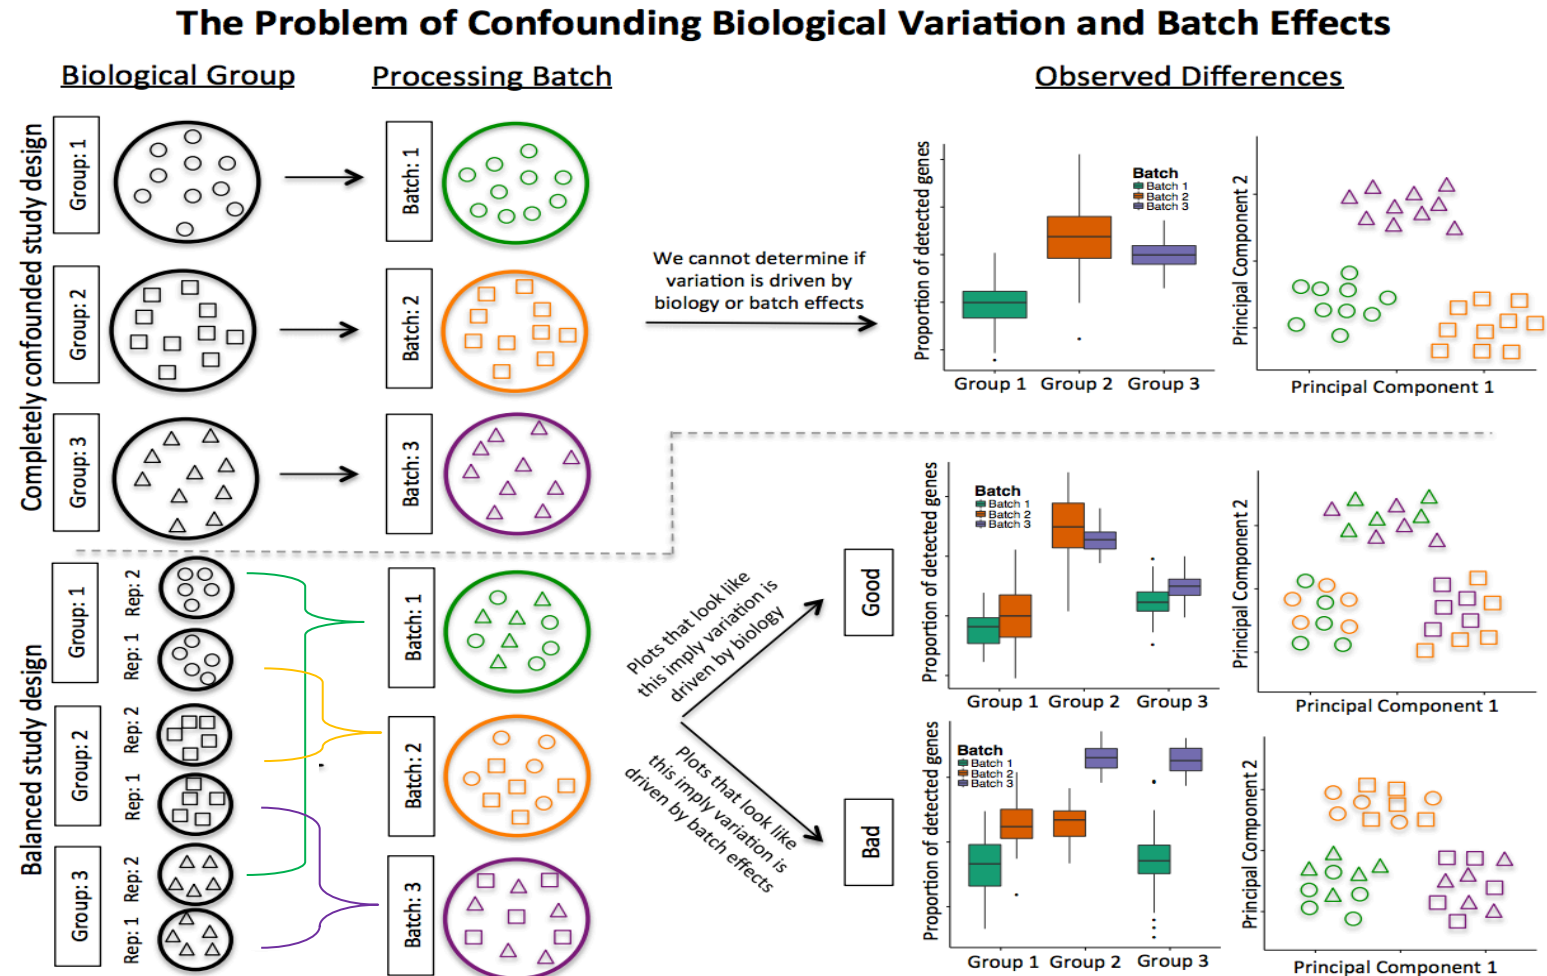 The Problem of Confounding Biological Variation and Batch Effects
Biological Group
Processing Batch
Observed Differences
Completely confounded study design
Group: 1
Batch: 1
Group: 2
Batch: 2
Group: 3
Batch: 3
We cannot determine if
variation is driven by
biology or batch effects
Proportion of detected genes
Batch
Batch 1
Batch 2
Batch 3
Group 1
Group 2
Group 3
Principal Component 2
Principal Component 1
Balanced study design
Group: 1
Rep: 2
Rep: 1
Group: 2
Rep: 2
Rep: 1
Group: 3
Rep: 2
Rep: 1
Batch: 1
Batch: 2
Batch: 3
Plots that look like
this imply variation is
driven by biology
Good
Proportion of detected genes
Batch
Batch 1
Batch 2
Batch 3
Group 1
Group 2
Group 3
Principal Component 2
Principal Component 1
Plots that look like
this imply variation is
driven by batch effects
Bad
Proportion of detected genes
Batch
Batch 1
Batch 2
Batch 3
Group 1
Group 2
Group 3
Principal Component 2
Principal Component 1